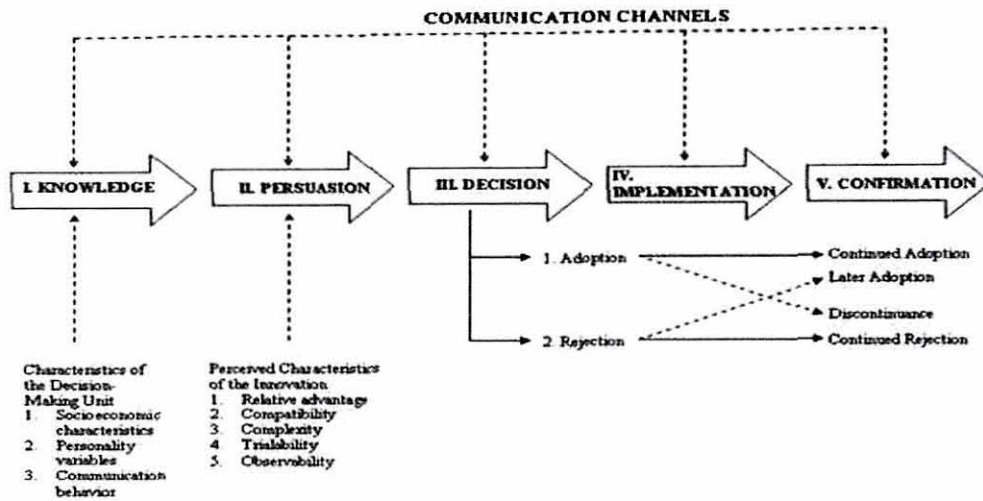 COMMUNICATION CHANNELS
I. KNOWLEDGE
II. PERSUASION
III. DECISION
IV.
IMPLEMENTATION
V. CONFIRMATION
1. Adoption
2. Rejection
Continued Adoption
Later Adoption
Discontinuance
Continued Rejection
Characteristics of
the Decision-
Making Unit
1. Socioeconomic
characteristics
2. Personality
variables
3. Communication
behavior
Perceived Characteristics
of the Innovation
1. Relative advantage
2. Compatibility
3. Complexity
4 Trialability
5. Observability